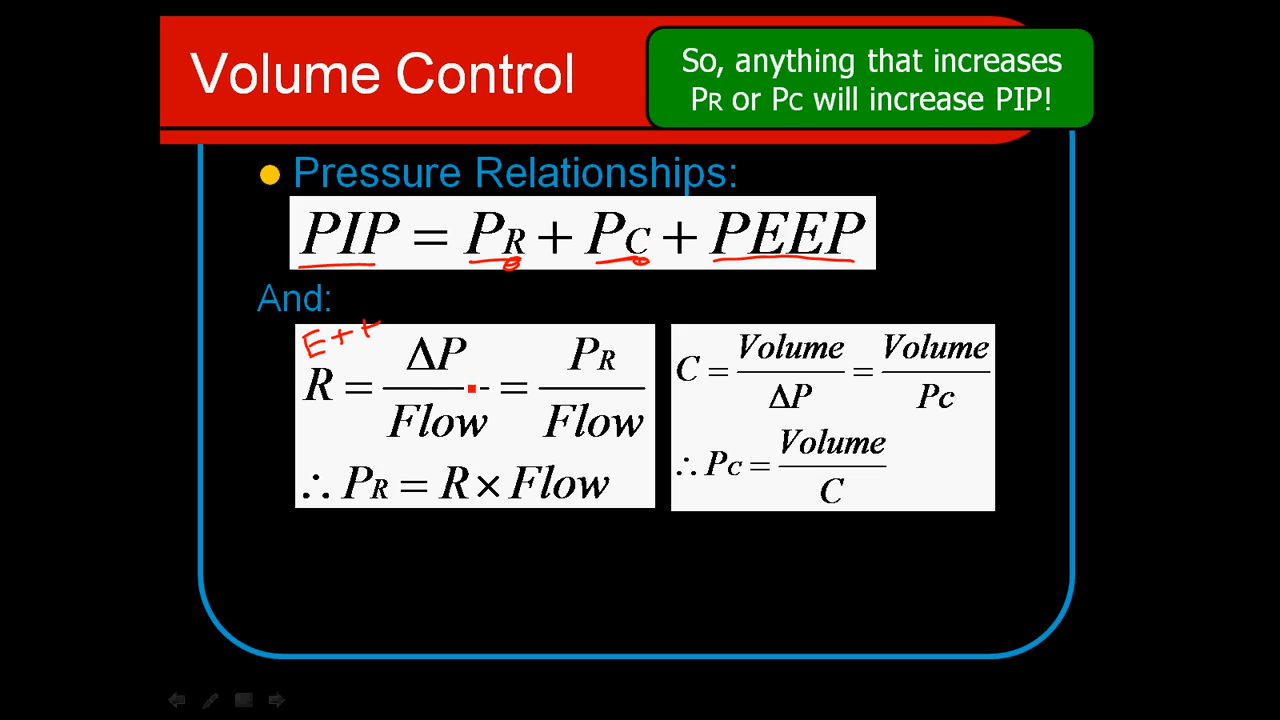 Volume Control
So, anything that increases
PR or PC will increase PIP!
Pressure Relationships:
PIP = PR + PC + PEEP
And:
E++
R = ΔP / Flow = PR / Flow
∴ PR = R × Flow
C = Volume / ΔP = Volume / Pc
∴ PC = Volume / C